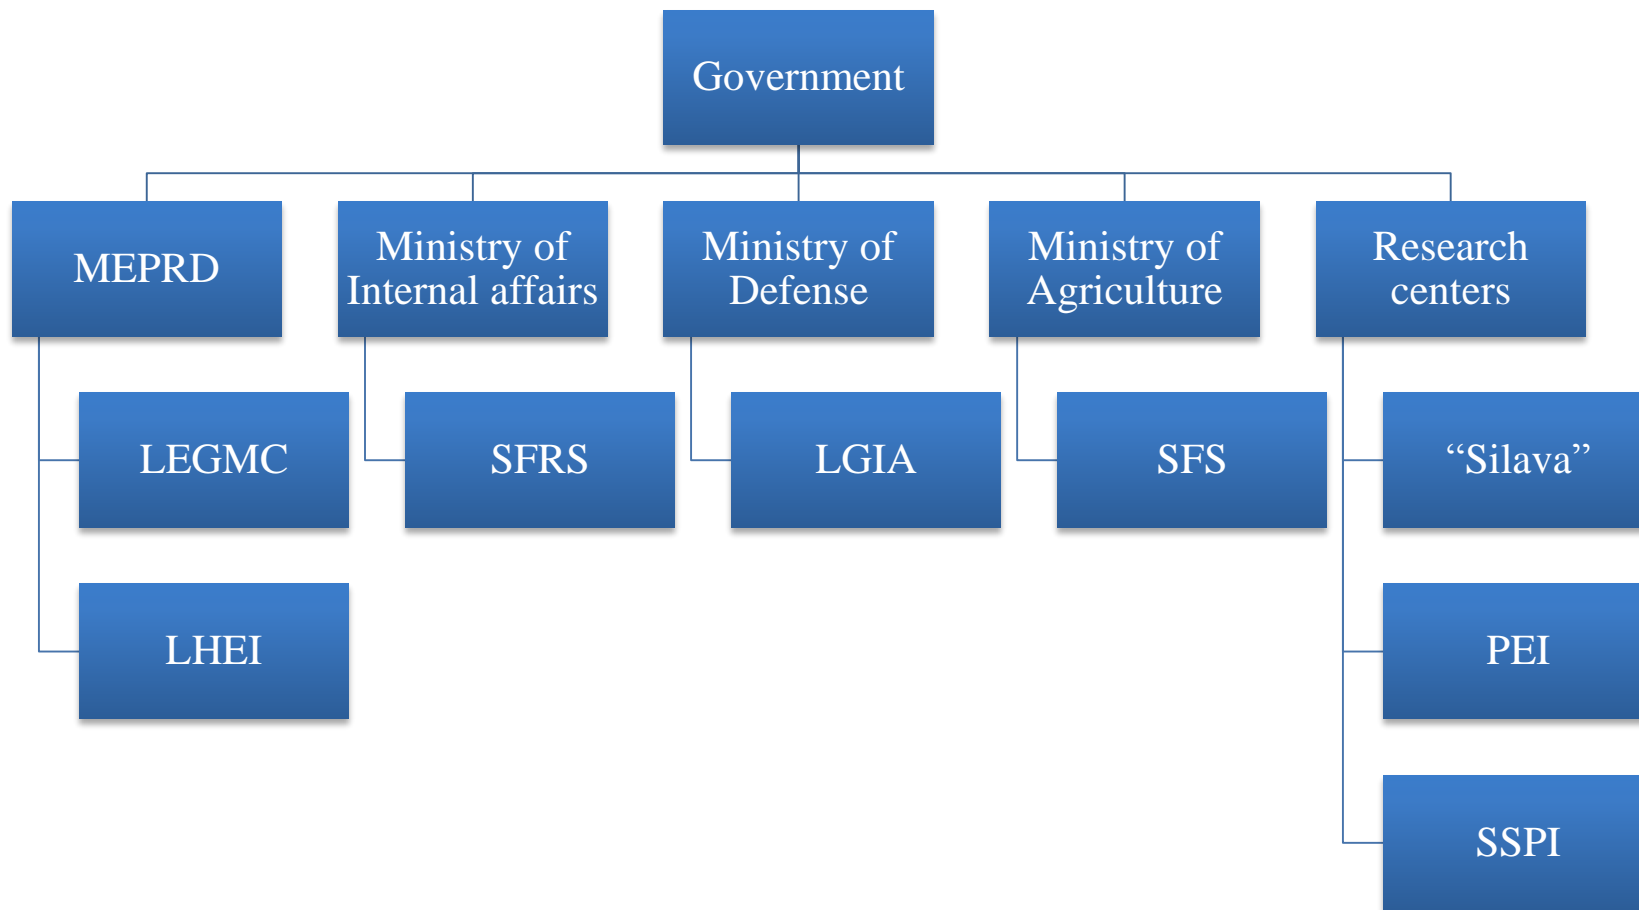 Government
MEPRD
Ministry of
Internal affairs
Ministry of
Defense
Ministry of
Agriculture
Research
centers
LEGMC
SFRS
LGIA
SFS
“Silava”
LHEI
PEI
SSPI